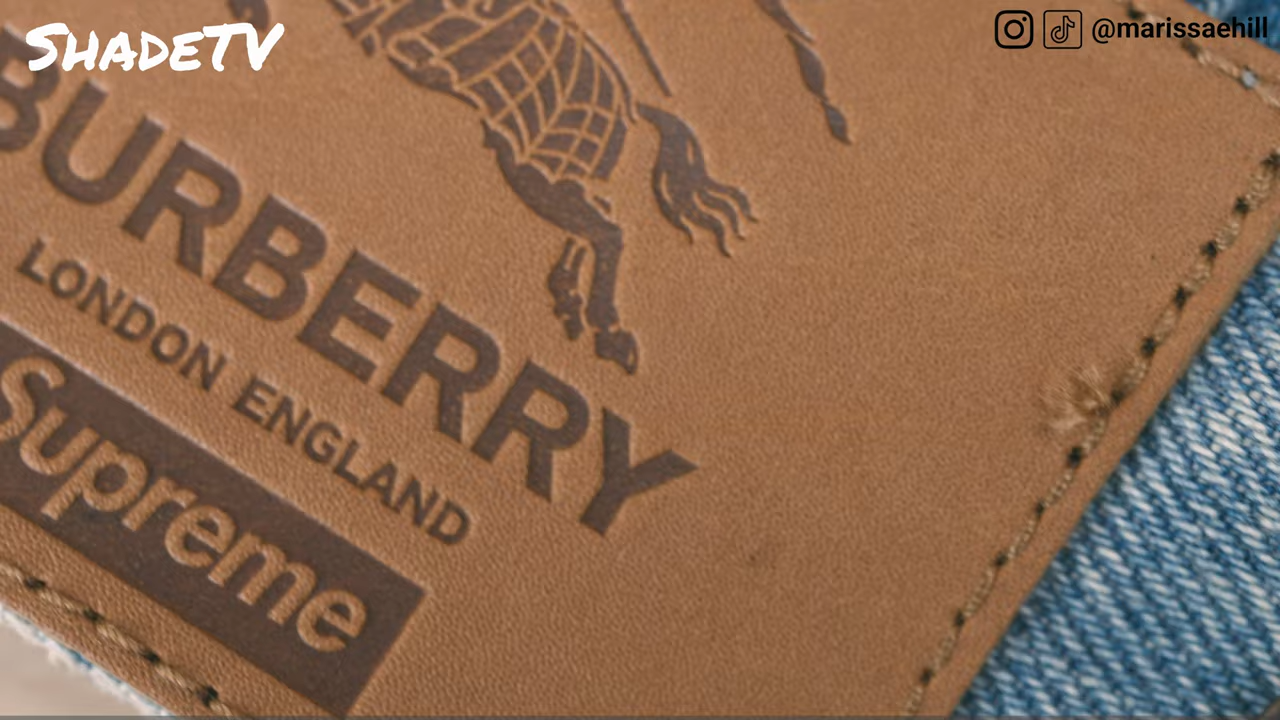 SHADETV
@marissaehill
BURBERRY
LONDON ENGLAND
Supreme